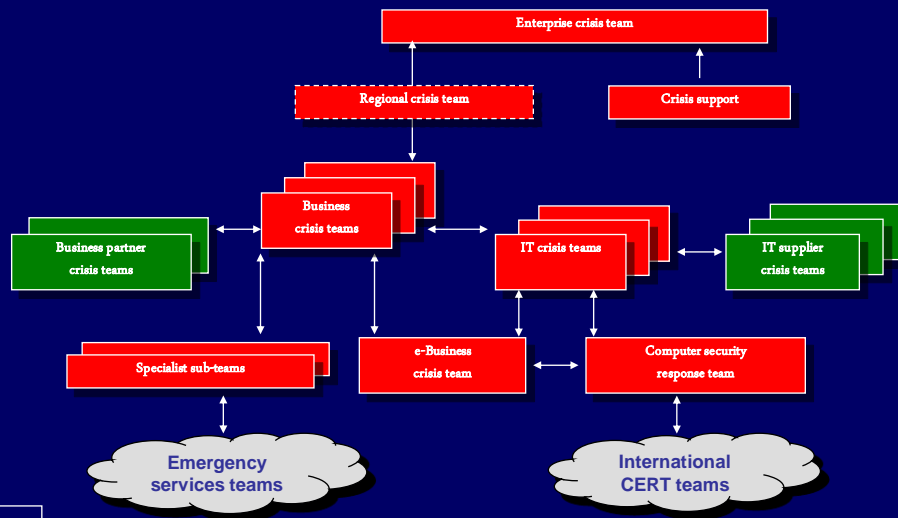 Enterprise crisis team
Regional crisis team
Crisis support
Business
crisis teams
Business partner
crisis teams
IT crisis teams
IT supplier
crisis teams
Specialist sub-teams
e-Business
crisis team
Computer security
response team
Emergency
services teams
International
CERT teams